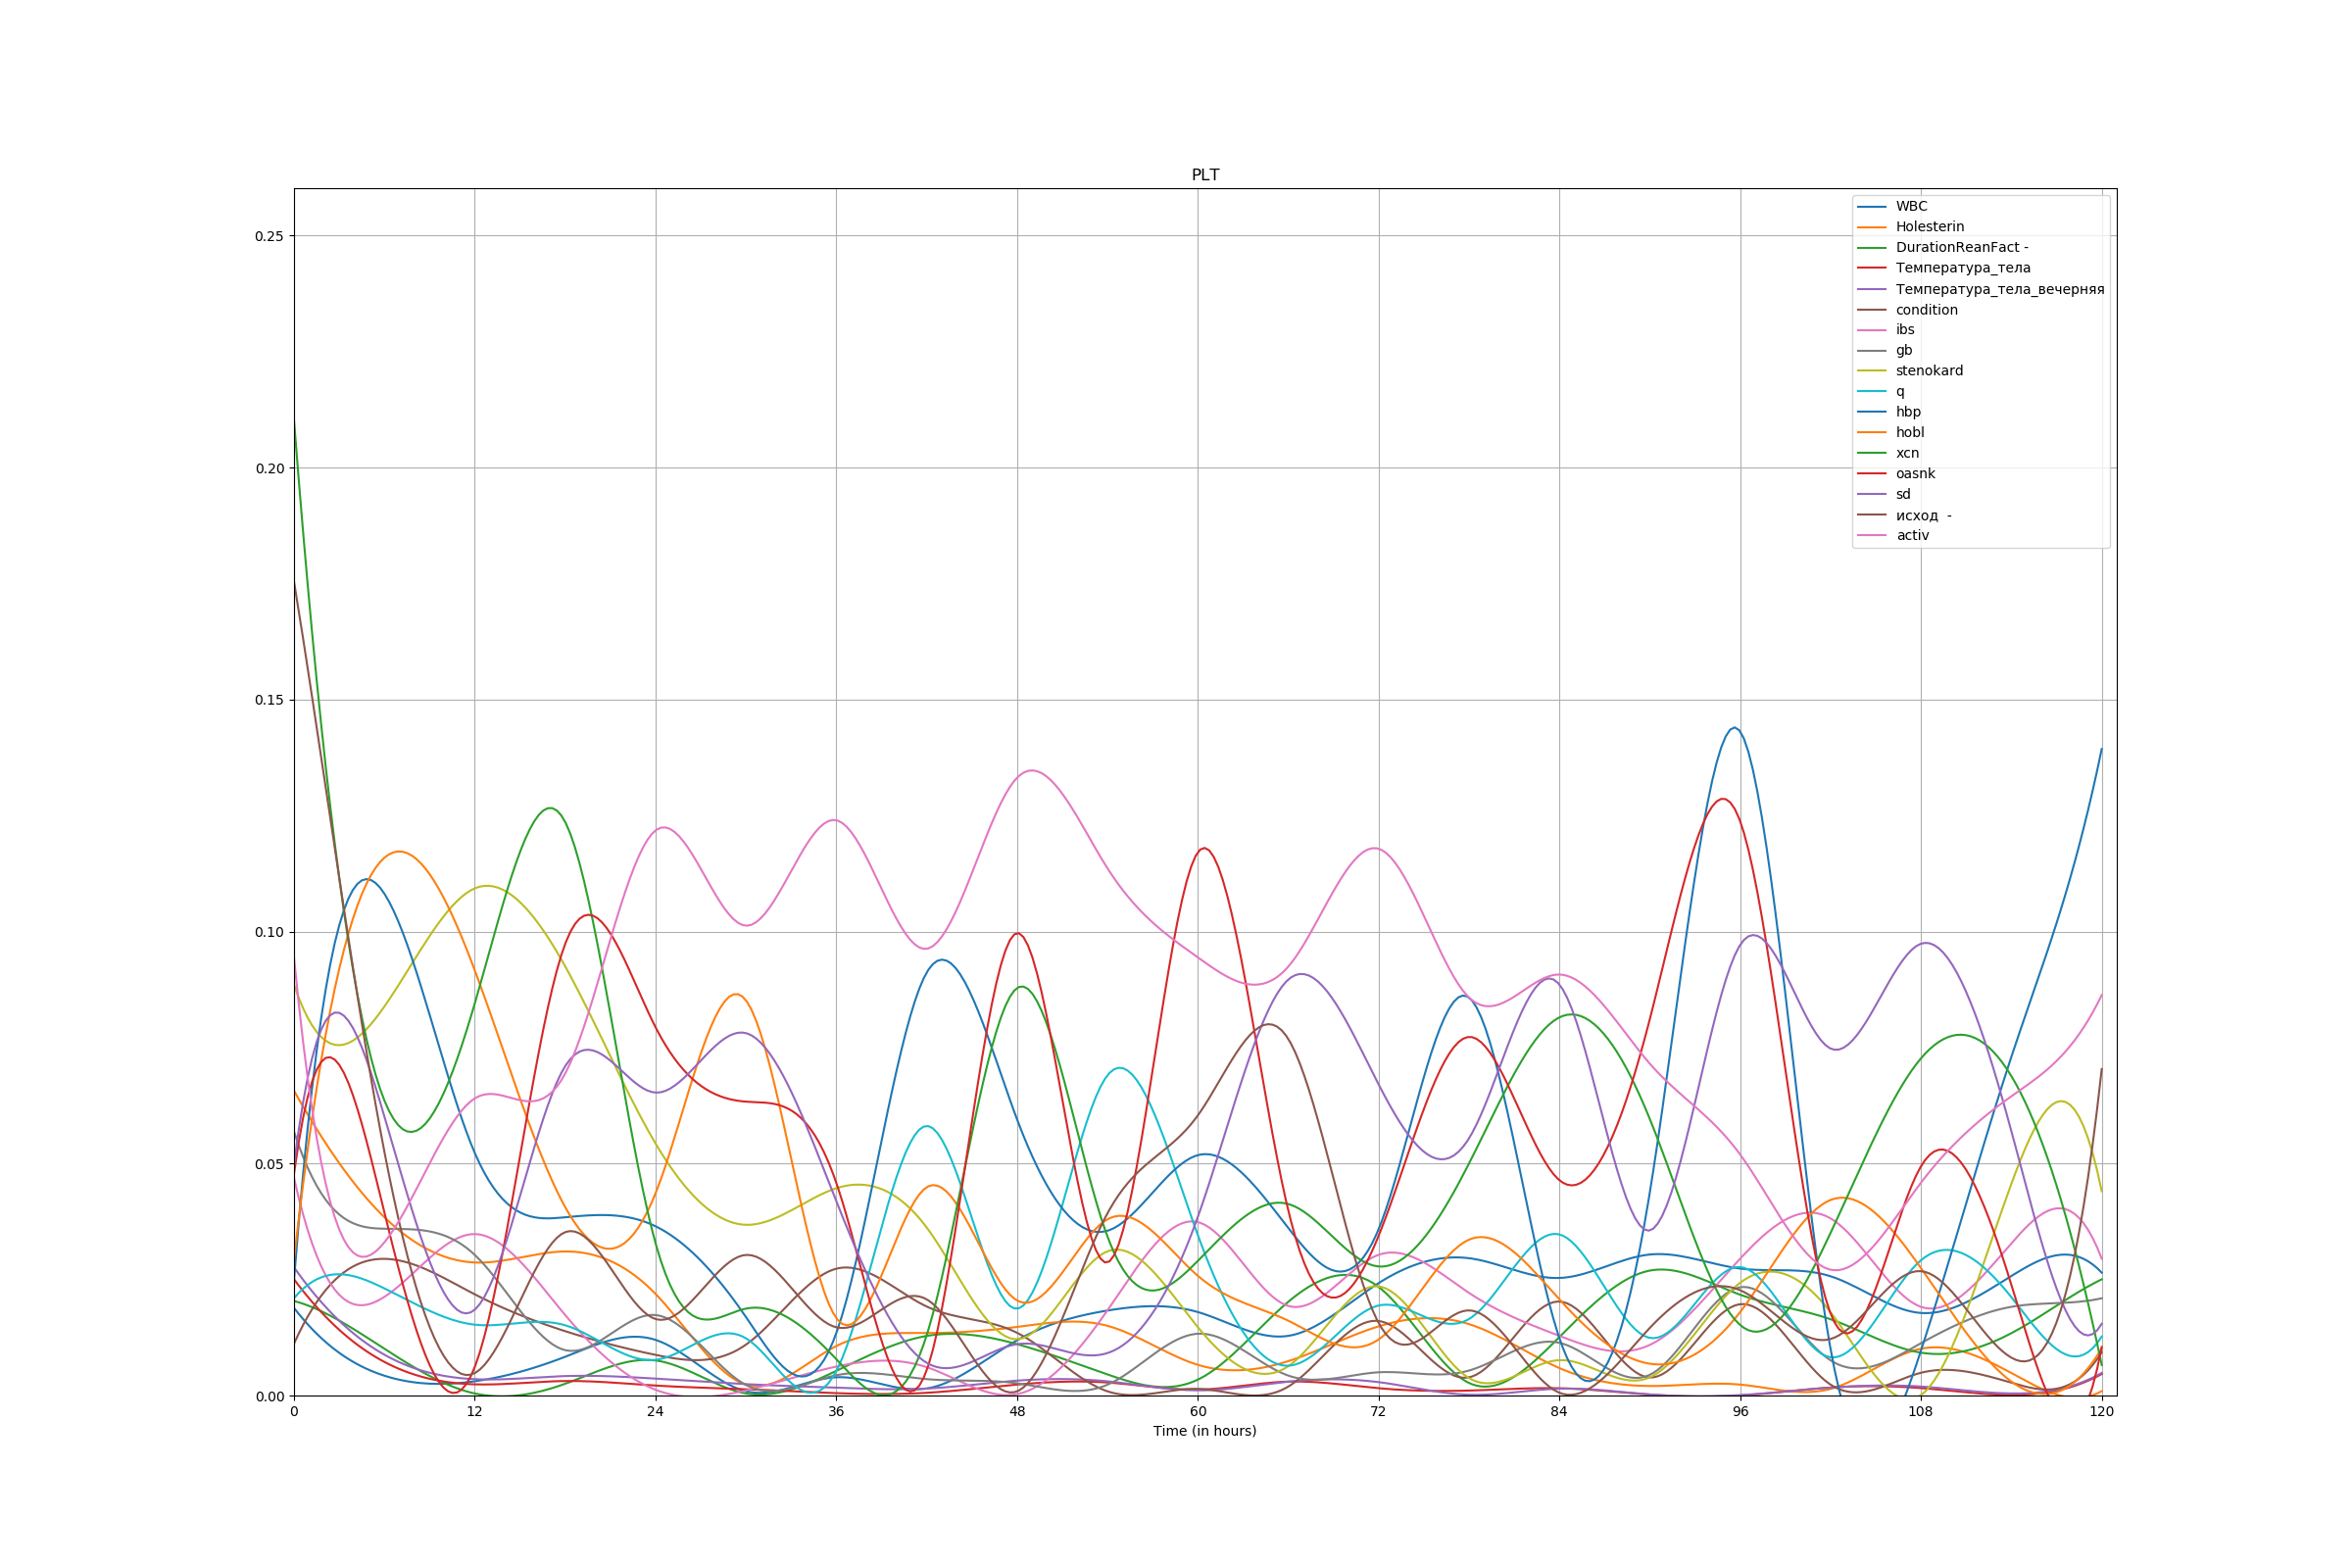 PLT
0.25
0.20
0.15
0.10
0.05
0.00
0 12 24 36 48 60 72 84 96 108 120
Time (in hours)
WBC
Holesterin
DurationReanFact -
Температура_тела
Температура_тела_вечерняя
condition
ibs
gb
stenokard
q
hbp
hobl
xcn
oasnk
sd
исход -
activ